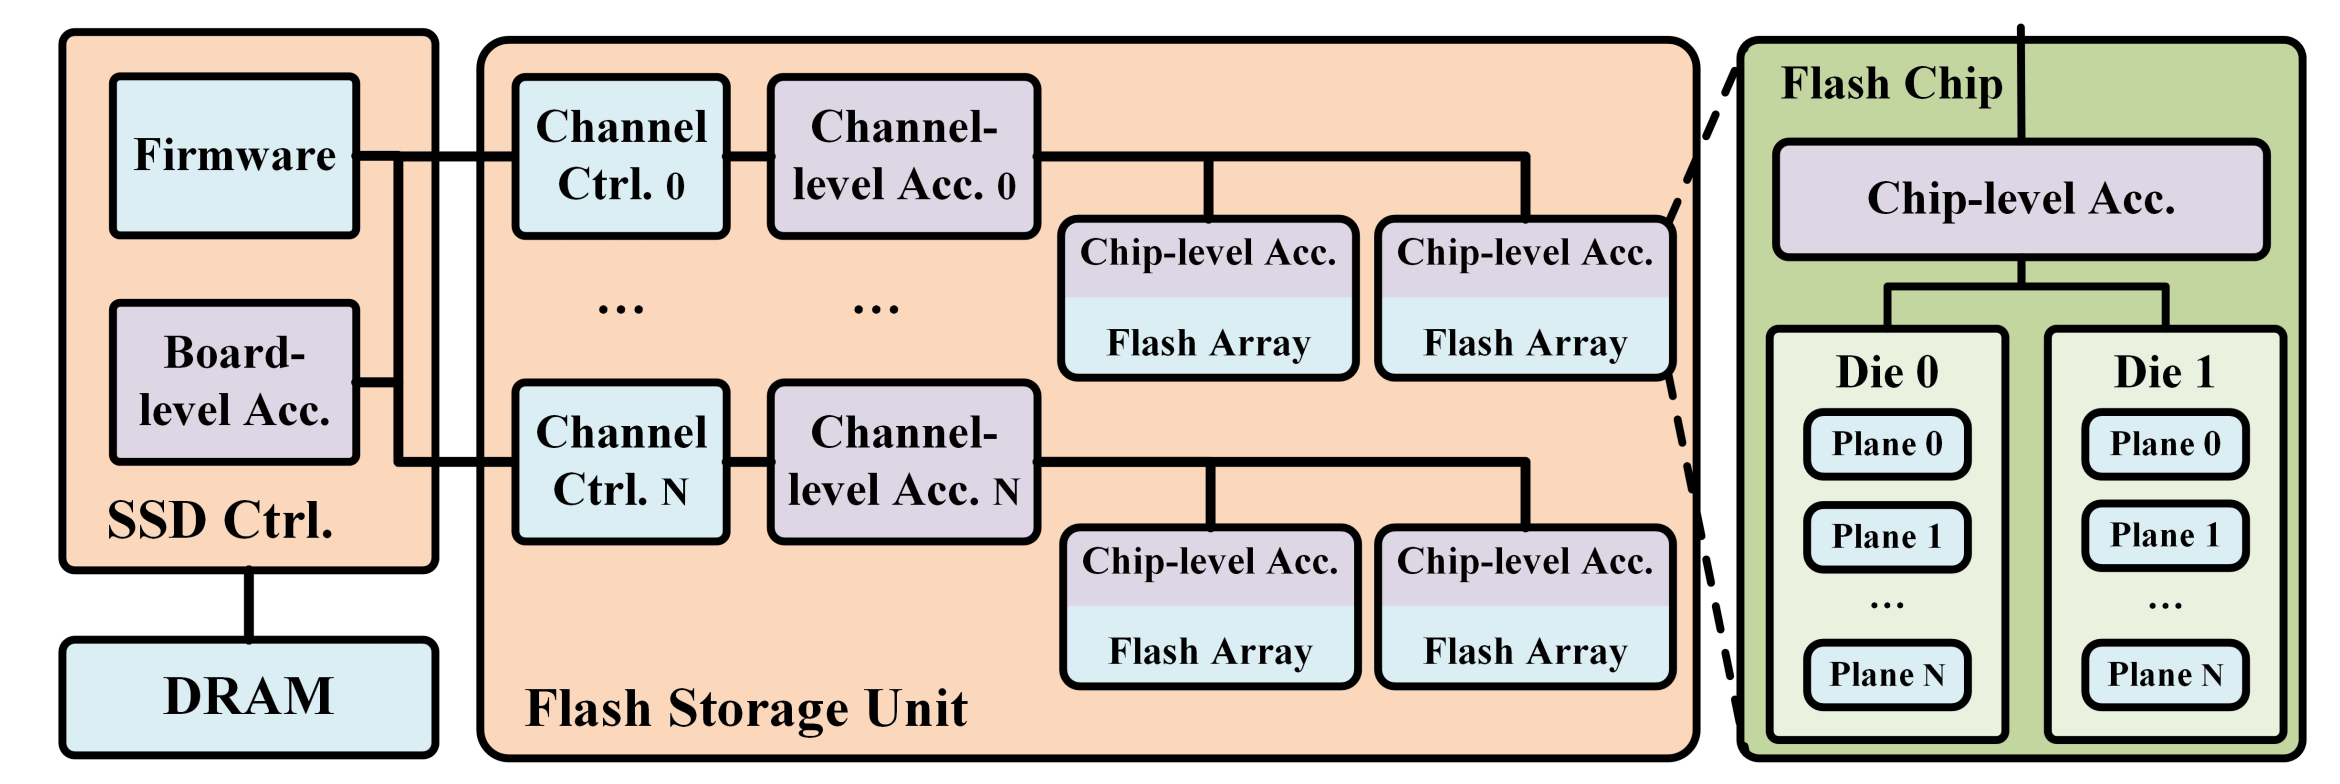 Firmware
Board-
level Acc.
SSD Ctrl.
DRAM
Channel
Ctrl. 0
Channel-
level Acc. 0
Chip-level Acc.
Flash Array
Chip-level Acc.
Flash Array
...
...
Channel
Ctrl. N
Channel-
level Acc. N
Chip-level Acc.
Flash Array
Chip-level Acc.
Flash Array
Flash Storage Unit
Flash Chip
Chip-level Acc.
Die 0
Plane 0
Plane 1
...
Plane N
Die 1
Plane 0
Plane 1
...
Plane N